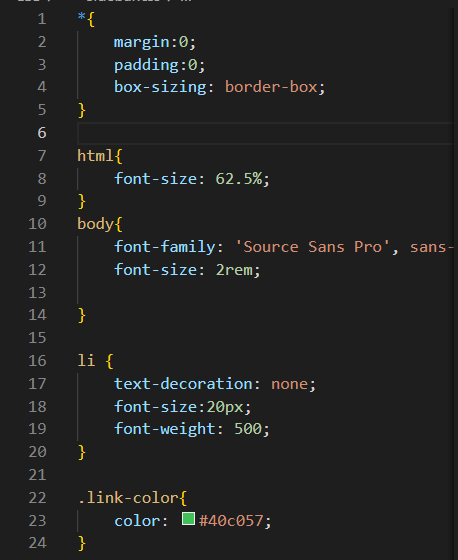 1 *{
2 margin:0;
3 padding:0;
4 box-sizing: border-box;
5 }
6
7 html{
8 font-size: 62.5%;
9 }
10 body{
11 font-family: 'Source Sans Pro', sans-
12 font-size: 2rem;
13
14 }
15
16 li {
17 text-decoration: none;
18 font-size:20px;
19 font-weight: 500;
20 }
21
22 .link-color{
23 color: #40c057;
24 }